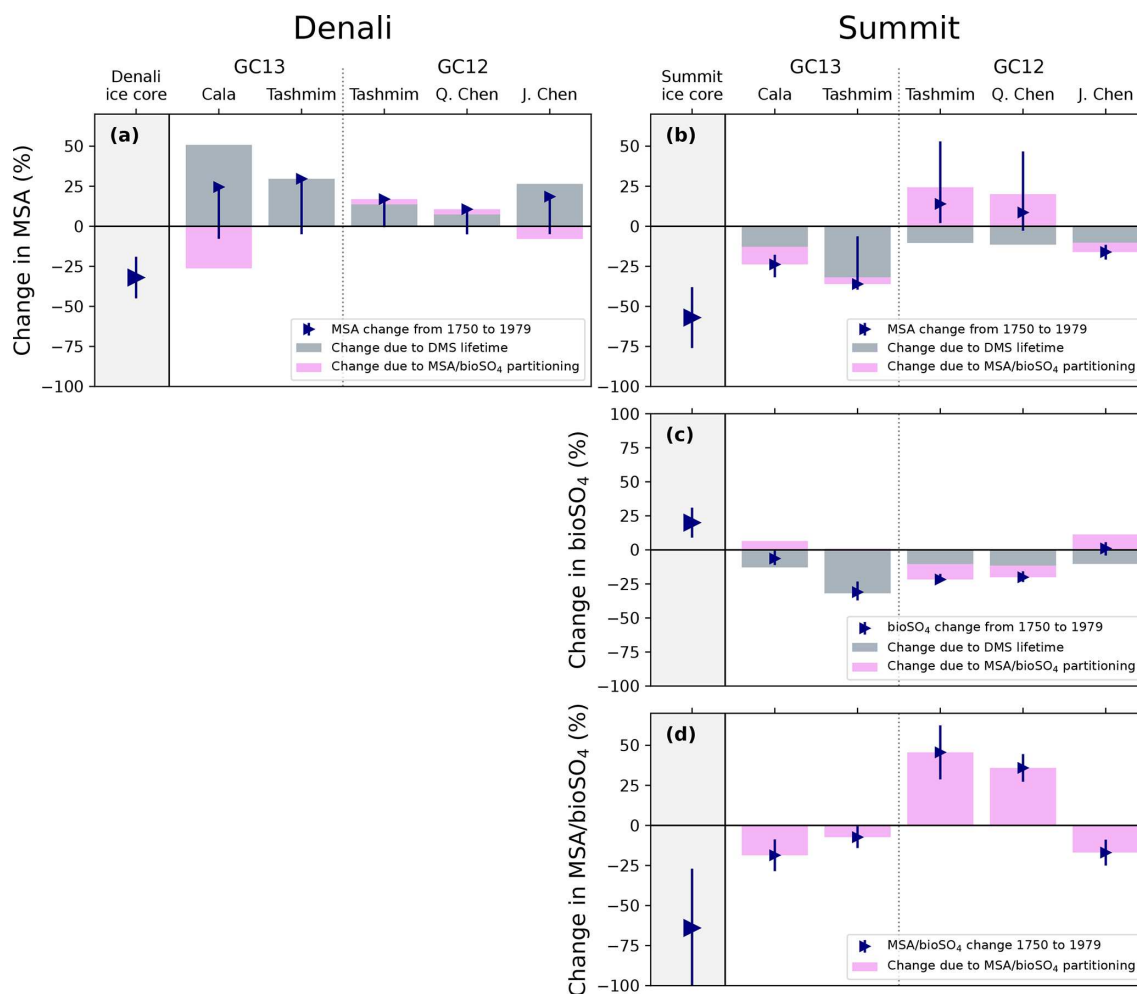 Denali
Summit
Denali
ice core
GC13
GC12
Cala
Tashmim
Tashmim
Q. Chen
J. Chen
Summit
ice core
GC13
GC12
Cala
Tashmim
Tashmim
Q. Chen
J. Chen
Change in MSA (%)
50
25
0
−25
−50
−75
−100
(a)
MSA change from 1750 to 1979
Change due to DMS lifetime
Change due to MSA/bioSO₄ partitioning
50
25
0
−25
−50
−75
−100
(b)
MSA change from 1750 to 1979
Change due to DMS lifetime
Change due to MSA/bioSO₄ partitioning
Change in bioSO₄ (%)
100
75
50
25
0
−25
−50
−75
−100
(c)
bioSO₄ change from 1750 to 1979
Change due to DMS lifetime
Change due to MSA/bioSO₄ partitioning
Change in MSA/bioSO₄ (%)
50
25
0
−25
−50
−75
−100
(d)
MSA/bioSO₄ change 1750 to 1979
Change due to MSA/bioSO₄ partitioning